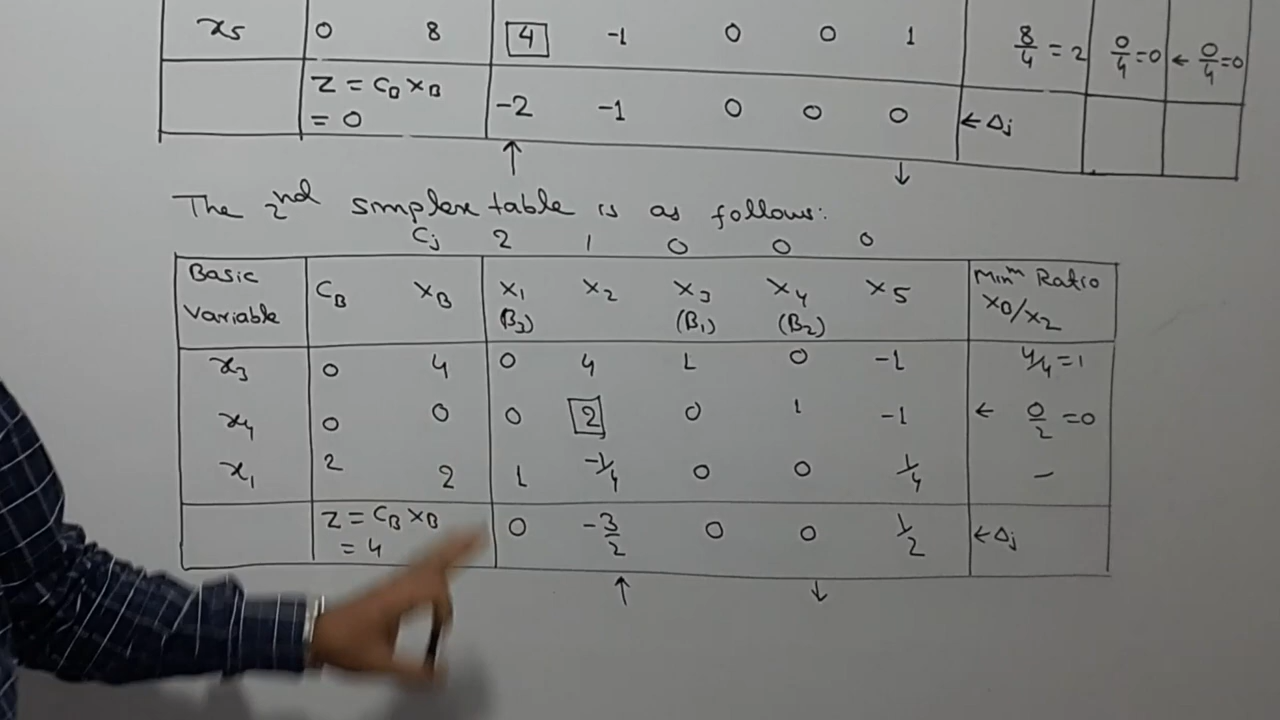 x5 0 8 4 -1 0 0 1 8/4 = 2 0/4 =0 ← 0/4 =0
Z = CB XB
= 0 -2 -1 0 0 0 ← Δj
↑ ↓
The 2nd simplex table is as follows:
Cj 2 1 0 0 0
Basic Variable CB XB X1 (B3) X2 X3 (B1) X4 (B2) X5 Minm Ratio XB/X2
x3 0 4 0 4 1 0 -1 4/4 =1
x4 0 0 0 2 0 1 -1 ← 0/2 =0
x1 2 2 1 -1/4 0 0 1/4 –
Z = CB XB
= 4 0 -3/2 0 0 1/2 ← Δj
↑ ↓